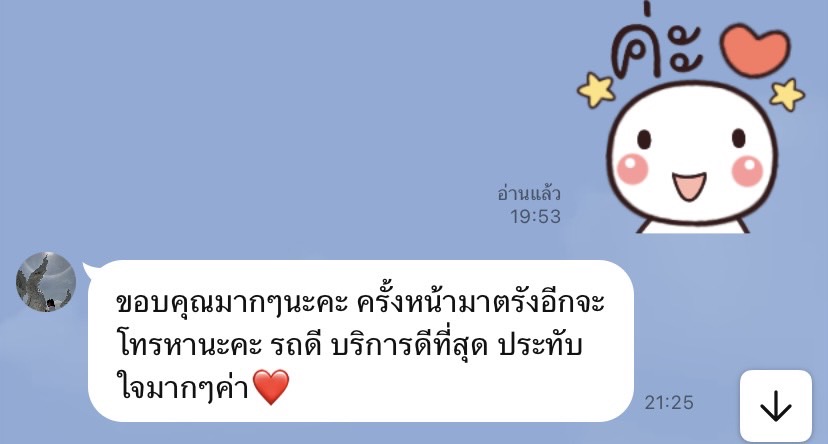 ค่ะ
อ่านแล้ว
19:53
ขอบคุณมากๆนะคะ ครั้งหน้ามาตรังอีกจะ
โทรหานะคะ รถดี บริการดีที่สุด ประทับ
ใจมากๆค่า❤️
21:25